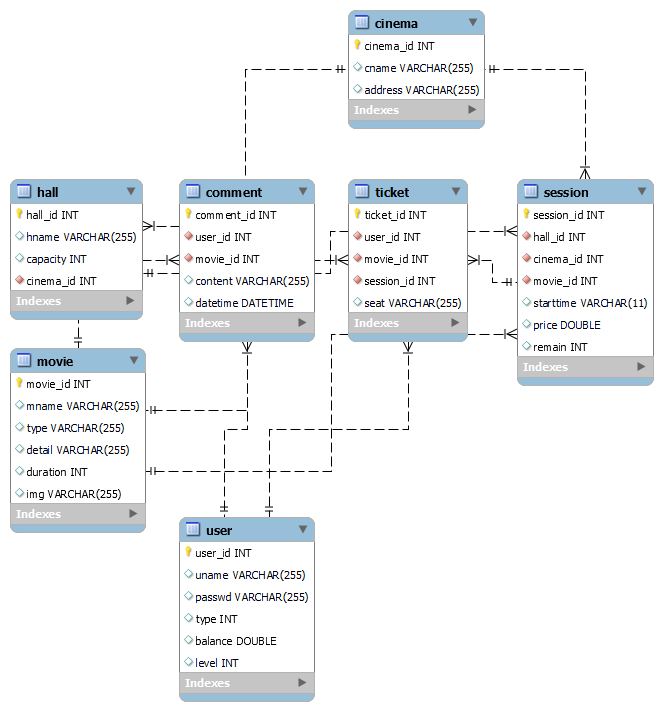 cinema
cinema_id INT
cname VARCHAR(255)
address VARCHAR(255)
Indexes
hall
hall_id INT
hname VARCHAR(255)
capacity INT
cinema_id INT
Indexes
comment
comment_id INT
user_id INT
movie_id INT
content VARCHAR(255)
datetime DATETIME
Indexes
ticket
ticket_id INT
user_id INT
movie_id INT
session_id INT
seat VARCHAR(255)
Indexes
session
session_id INT
hall_id INT
cinema_id INT
movie_id INT
starttime VARCHAR(11)
price DOUBLE
remain INT
Indexes
movie
movie_id INT
mname VARCHAR(255)
type VARCHAR(255)
detail VARCHAR(255)
duration INT
img VARCHAR(255)
Indexes
user
user_id INT
uname VARCHAR(255)
passwd VARCHAR(255)
type INT
balance DOUBLE
level INT
Indexes